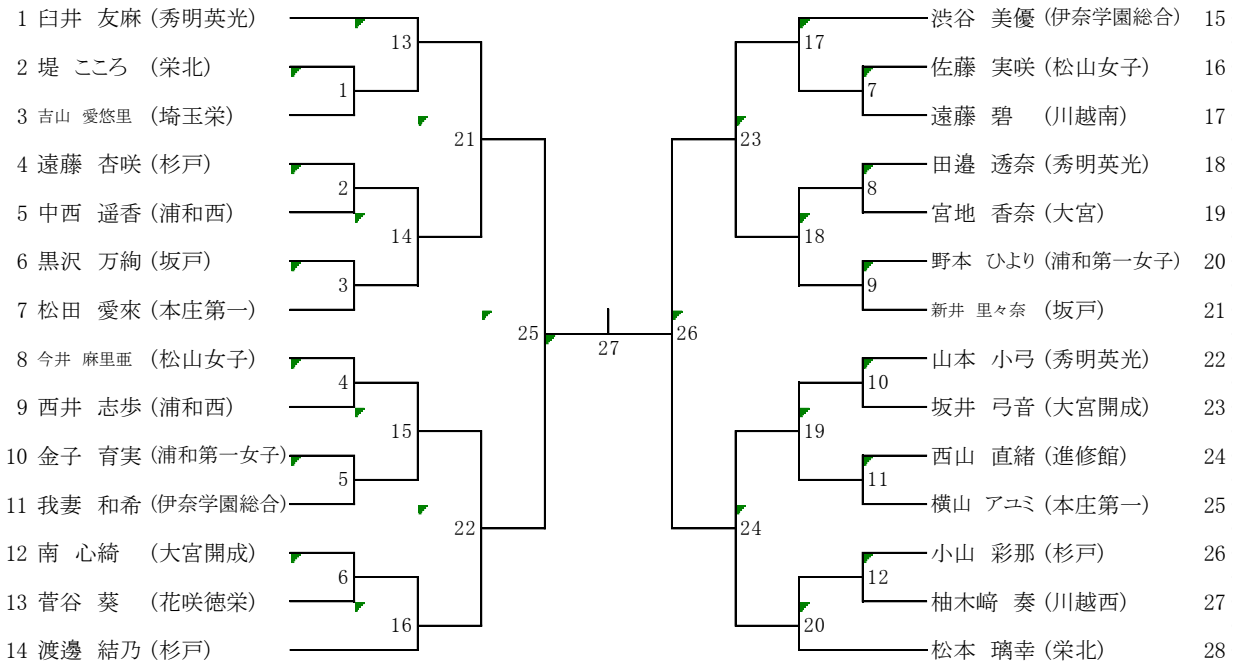 1 臼井 友麻 (秀明英光)
2 堤 こころ (栄北)
3 吉山 愛悠里 (埼玉栄)
4 遠藤 杏咲 (杉戸)
5 中西 遥香 (浦和西)
6 黒沢 万絢 (坂戸)
7 松田 愛來 (本庄第一)
8 今井 麻里亜 (松山女子)
9 西井 志歩 (浦和西)
10 金子 育実 (浦和第一女子)
11 我妻 和希 (伊奈学園総合)
12 南 心綺 (大宮開成)
13 菅谷 葵 (花咲徳栄)
14 渡邊 結乃 (杉戸)
13
1
21
2
14
3
25
4
15
5
22
6
16
27
17
7
23
8
18
9
26
10
19
11
24
12
20
渋谷 美優 (伊奈学園総合) 15
佐藤 実咲 (松山女子) 16
遠藤 碧 (川越南) 17
田邉 透奈 (秀明英光) 18
宮地 香奈 (大宮) 19
野本 ひより (浦和第一女子) 20
新井 里々奈 (坂戸) 21
山本 小弓 (秀明英光) 22
坂井 弓音 (大宮開成) 23
西山 直緒 (進修館) 24
横山 アユミ (本庄第一) 25
小山 彩那 (杉戸) 26
柚木﨑 奏 (川越西) 27
松本 璃幸 (栄北) 28